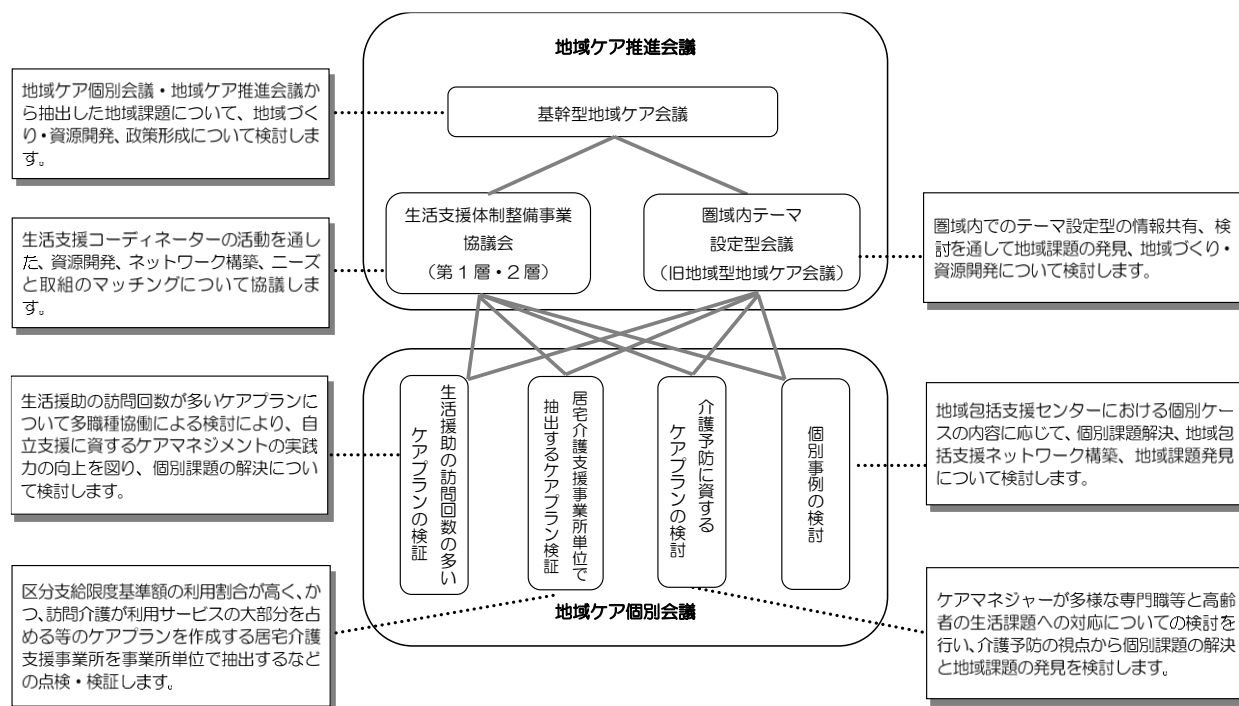 地域ケア推進会議
地域ケア個別会議・地域ケア推進会議か
ら抽出した地域課題について、地域づく
り・資源開発、政策形成について検討しま
す。
基幹型地域ケア会議
生活支援体制整備事業
協議会
（第１層・２層）
圏域内テーマ
設定型会議
（旧地域型地域ケア会議）
生活支援コーディネーターの活動を通し
た、資源開発、ネットワーク構築、ニーズ
と取組のマッチングについて協議しま
す。
圏域内でのテーマ設定型の情報共有、検
討を通して地域課題の発見、地域づくり・
資源開発について検討します。
生活援助の訪問回数が多いケアプランに
ついて多職種協働による検討により、自
立支援に資するケアマネジメントの実践
力の向上を図り、個別課題の解決につい
て検討します。
生活援助の訪問回数の多い
ケアプランの検証
居宅介護支援事業所単位で
抽出するケアプラン検証
介護予防に資する
ケアプランの検討
個別事例の検討
地域包括支援センターにおける個別ケー
スの内容に応じて、個別課題解決、地域包
括支援ネットワーク構築、地域課題発見
について検討します。
地域ケア個別会議
区分支給限度基準額の利用割合が高く、か
つ、訪問介護が利用サービスの大部分を占
める等のケアプランを作成する居宅介護
支援事業所を事業所単位で抽出するなど
の点検・検証します。
ケアマネジャーが多様な専門職等と高齢
者の生活課題への対応についての検討を
行い、介護予防の視点から個別課題の解決
と地域課題の発見を検討します。